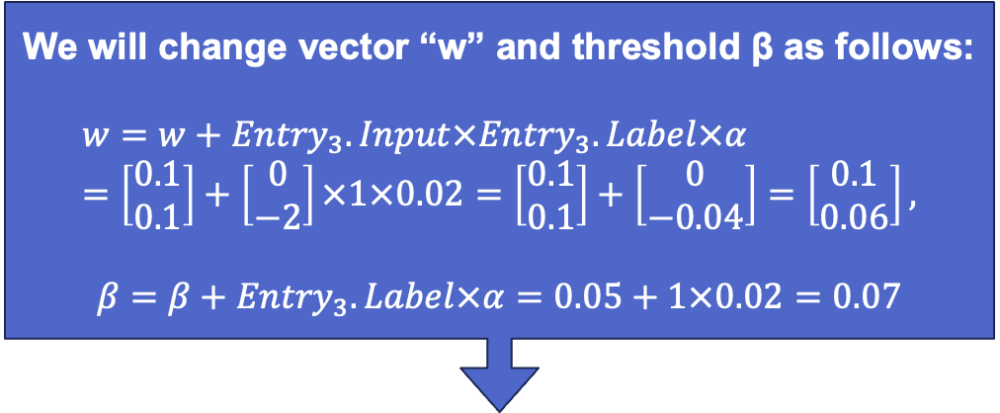 We will change vector “w” and threshold β as follows:
w = w + Entry₃.Input×Entry₃.Label×α
= [0.1 0.1] + [0 −2]×1×0.02 = [0.1 0.1] + [0 −0.04] = [0.1 0.06],
β = β + Entry₃.Label×α = 0.05 + 1×0.02 = 0.07